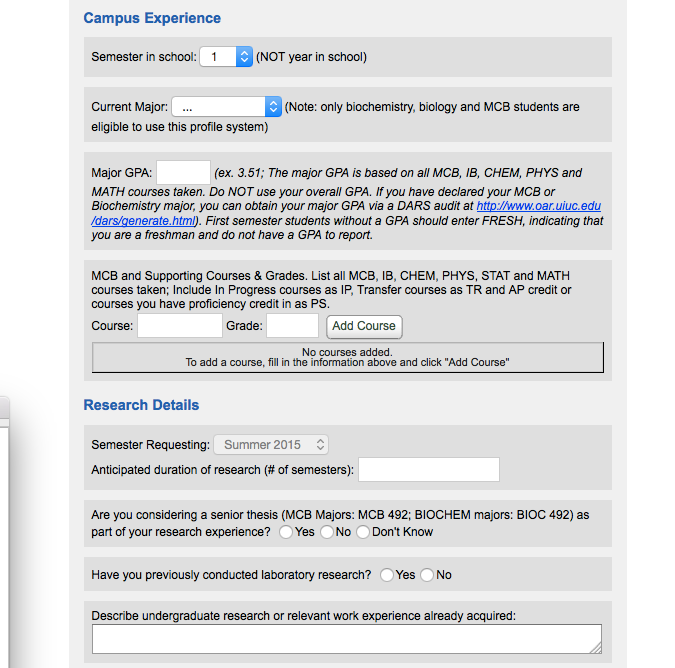 Campus Experience
Semester in school: 1 (NOT year in school)
Current Major: ... (Note: only biochemistry, biology and MCB students are
eligible to use this profile system)
Major GPA: (ex. 3.51; The major GPA is based on all MCB, IB, CHEM, PHYS and
MATH courses taken. Do NOT use your overall GPA. If you have declared your MCB or
Biochemistry major, you can obtain your major GPA via a DARS audit at http://www.oar.uiuc.edu
/dars/generate.html). First semester students without a GPA should enter FRESH, indicating that
you are a freshman and do not have a GPA to report.
MCB and Supporting Courses & Grades. List all MCB, IB, CHEM, PHYS, STAT and MATH
courses taken; Include In Progress courses as IP, Transfer courses as TR and AP credit or
courses you have proficiency credit in as PS.
Course: Grade: Add Course
No courses added.
To add a course, fill in the information above and click "Add Course"
Research Details
Semester Requesting: Summer 2015
Anticipated duration of research (# of semesters):
Are you considering a senior thesis (MCB Majors: MCB 492; BIOCHEM majors: BIOC 492) as
part of your research experience? Yes No Don't Know
Have you previously conducted laboratory research? Yes No
Describe undergraduate research or relevant work experience already acquired: